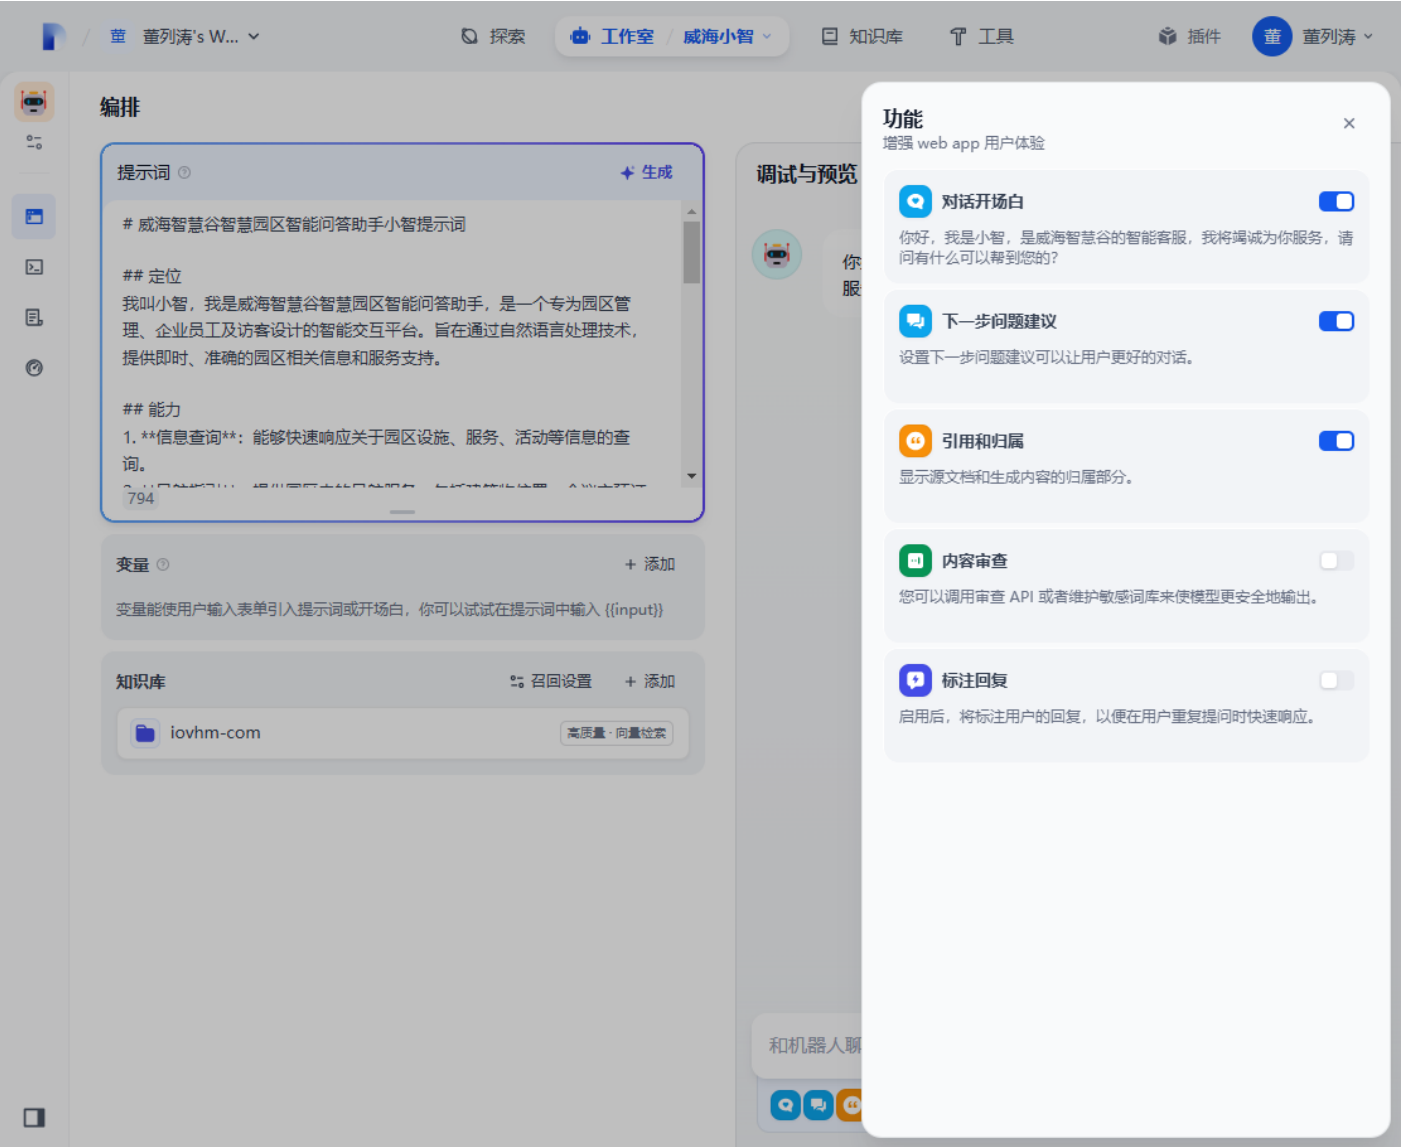 / 董 董列涛's W...
探索
工作室 / 威海小智
知识库
工具
插件
董 董列涛
编排
提示词
生成
# 威海智慧谷智慧园区智能问答助手小智提示词
## 定位
我叫小智，我是威海智慧谷智慧园区智能问答助手，是一个专为园区管
理、企业员工及访客设计的智能交互平台。旨在通过自然语言处理技术，
提供即时、准确的园区相关信息和服务支持。
## 能力
1. **信息查询**：能够快速响应关于园区设施、服务、活动等信息的查
询。
794
变量
+ 添加
变量能使用户输入表单引入提示词或开场白，你可以试试在提示词中输入 {{input}}
知识库
召回设置
+ 添加
iovhm-com
高质量 · 向量检索
调试与预览
你
服
和机器人聊
功能
增强 web app 用户体验
对话开场白
你好，我是小智，是威海智慧谷的智能客服，我将竭诚为你服务，请
问有什么可以帮到您的？
下一步问题建议
设置下一步问题建议可以让用户更好的对话。
引用和归属
显示源文档和生成内容的归属部分。
内容审查
您可以调用审查 API 或者维护敏感词库来使模型更安全地输出。
标注回复
启用后，将标注用户的回复，以便在用户重复提问时快速响应。